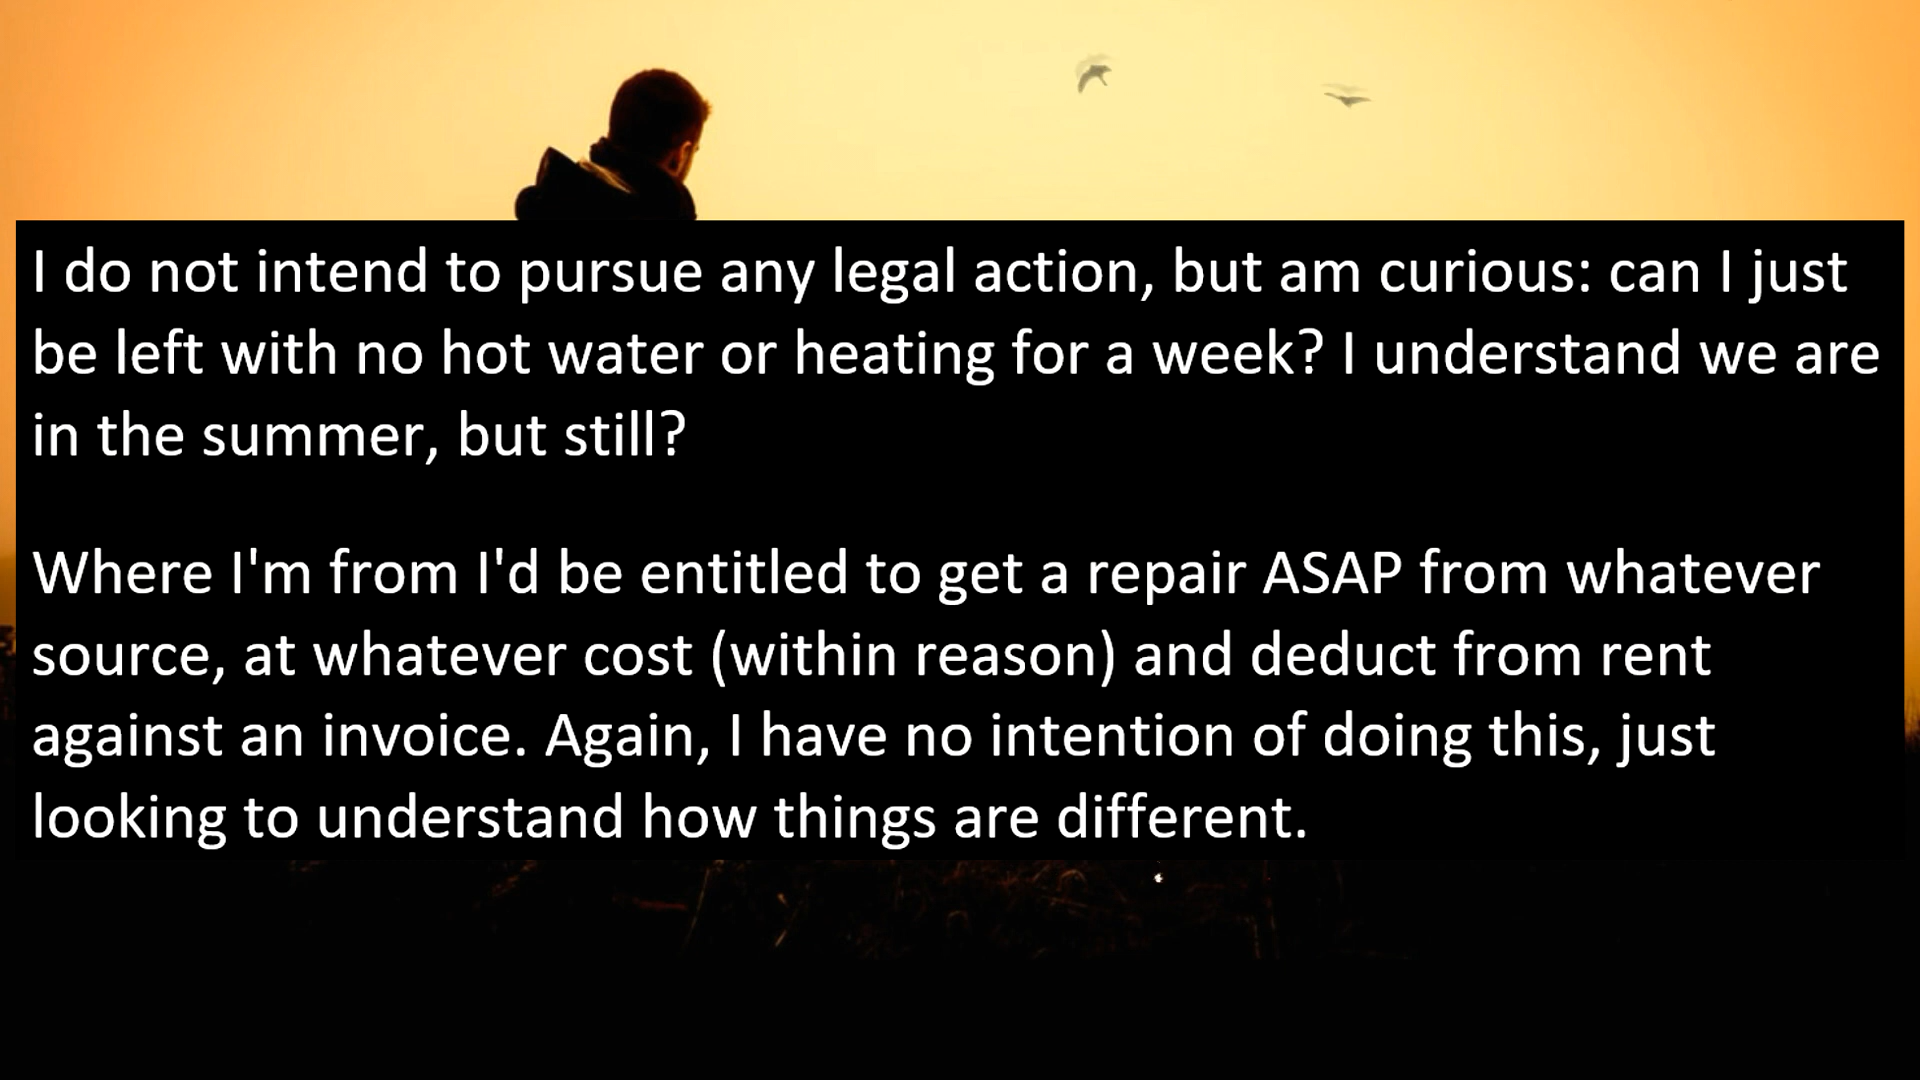 I do not intend to pursue any legal action, but am curious: can I just
be left with no hot water or heating for a week? I understand we are
in the summer, but still?
Where I'm from I'd be entitled to get a repair ASAP from whatever
source, at whatever cost (within reason) and deduct from rent
against an invoice. Again, I have no intention of doing this, just
looking to understand how things are different.